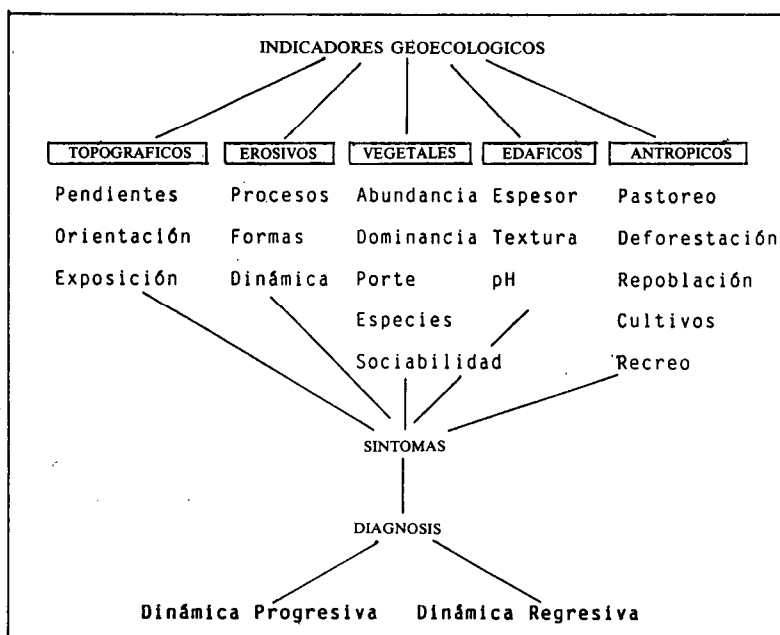 INDICADORES GEOECOLOGICOS
TOPOGRAFICOS EROSIVOS VEGETALES EDAFICOS ANTROPICOS
Pendientes Procesos Abundancia Espesor Pastoreo
Orientación Formas Dominancia Textura Deforestación
Exposición Dinámica Porte pH Repoblación
Especies Cultivos
Sociabilidad Recreo
SINTOMAS
DIAGNOSIS
Dinámica Progresiva Dinámica Regresiva